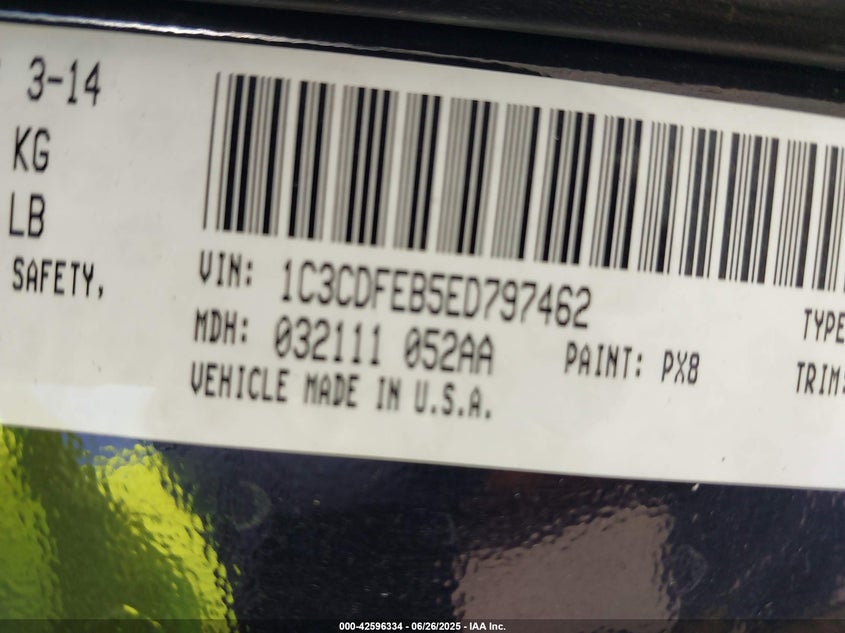 3-14
KG
LB
SAFETY,
VIN: 1C3CDFEB5ED797462
MDH: 032111 052AA
PAINT: PX8
VEHICLE MADE IN U.S.A.
TYPE
TRIM:
000-42596334 - 06/26/2025 - IAA Inc.